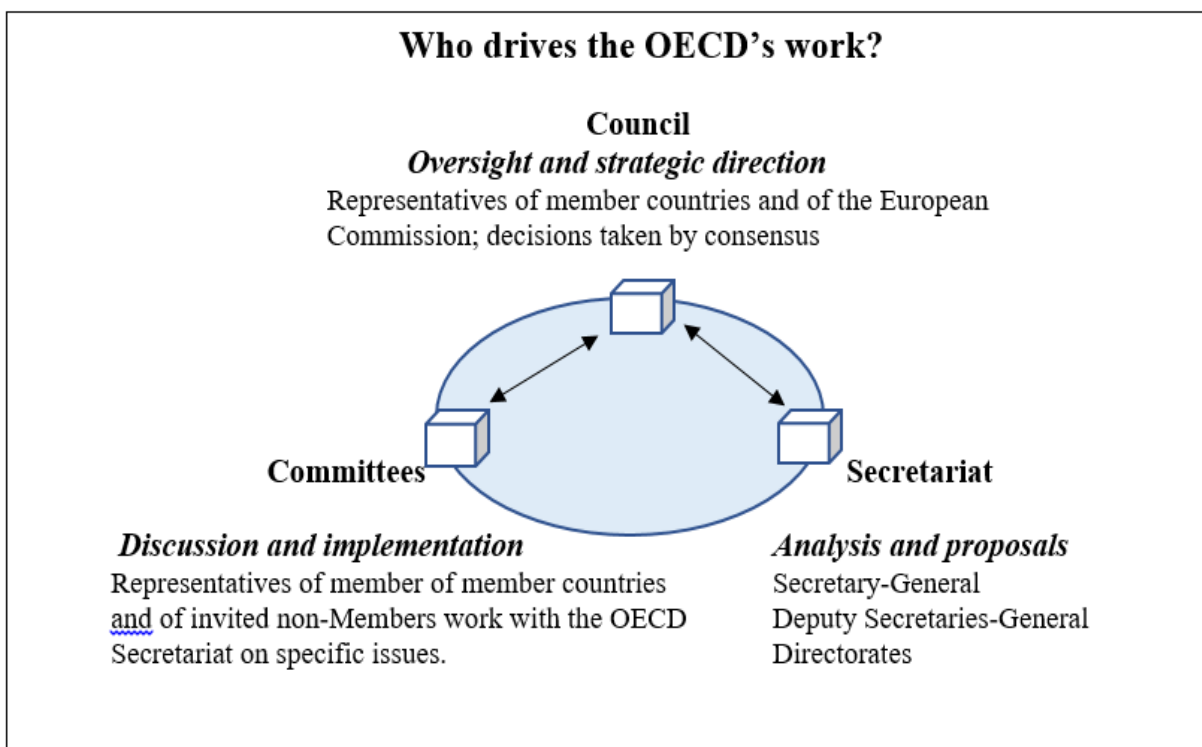 Who drives the OECD’s work?
Council
Oversight and strategic direction
Representatives of member countries and of the European
Commission; decisions taken by consensus
Committees
Secretariat
Discussion and implementation
Representatives of member of member countries
and of invited non-Members work with the OECD
Secretariat on specific issues.
Analysis and proposals
Secretary-General
Deputy Secretaries-General
Directorates